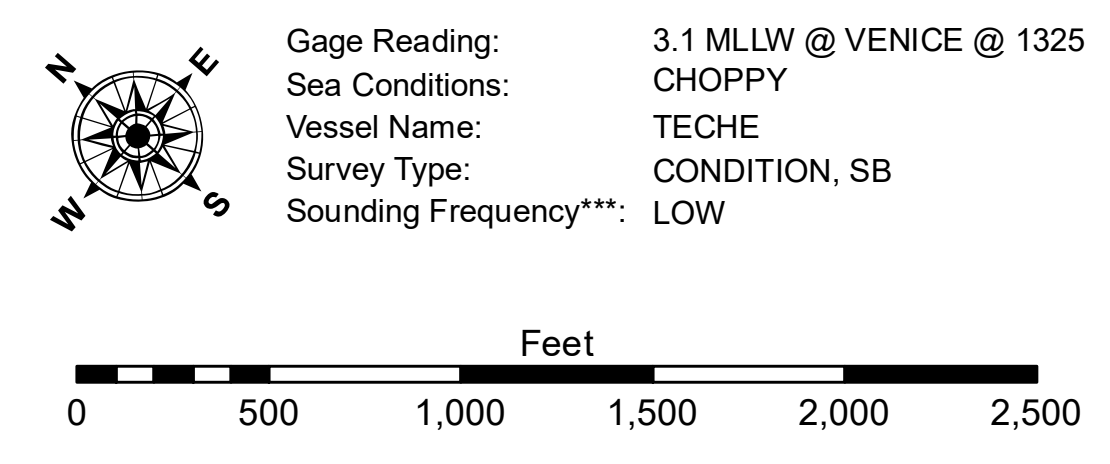 N E
W S
Gage Reading: 3.1 MLLW @ VENICE @ 1325
Sea Conditions: CHOPPY
Vessel Name: TECHE
Survey Type: CONDITION, SB
Sounding Frequency***: LOW
Feet
0 500 1,000 1,500 2,000 2,500